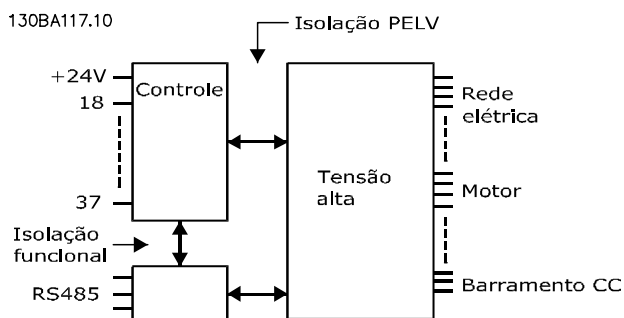 130BA117.10
Isolação PELV
+24V
Controle
18
37
Tensão
alta
Rede
elétrica
Motor
Isolação
funcional
RS485
Barramento CC